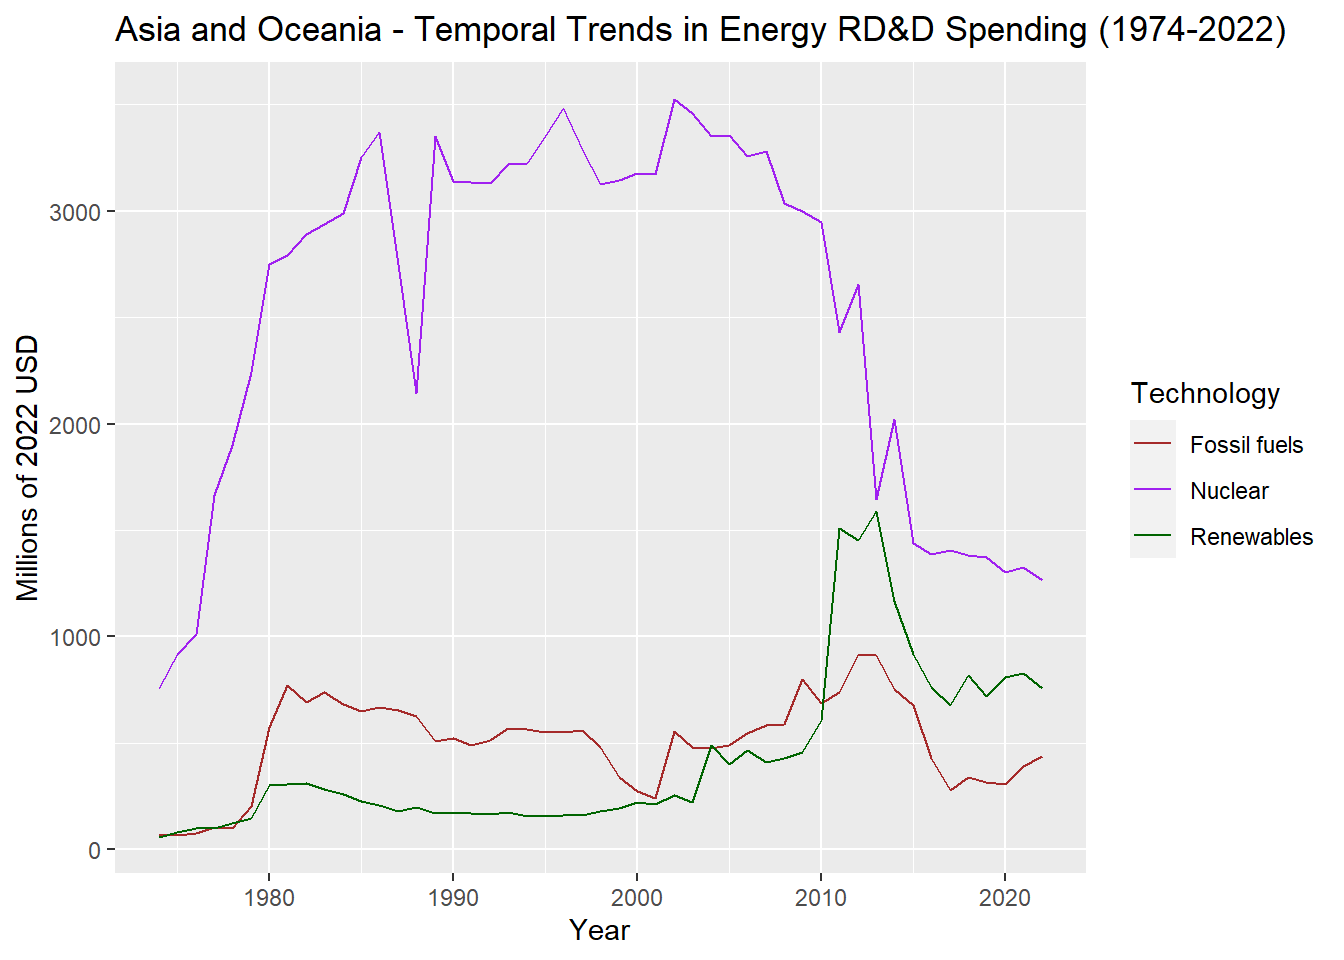 Asia and Oceania - Temporal Trends in Energy RD&D Spending (1974-2022)
Millions of 2022 USD
3000
2000
1000
0
1980
1990
2000
2010
2020
Year
Technology
Fossil fuels
Nuclear
Renewables